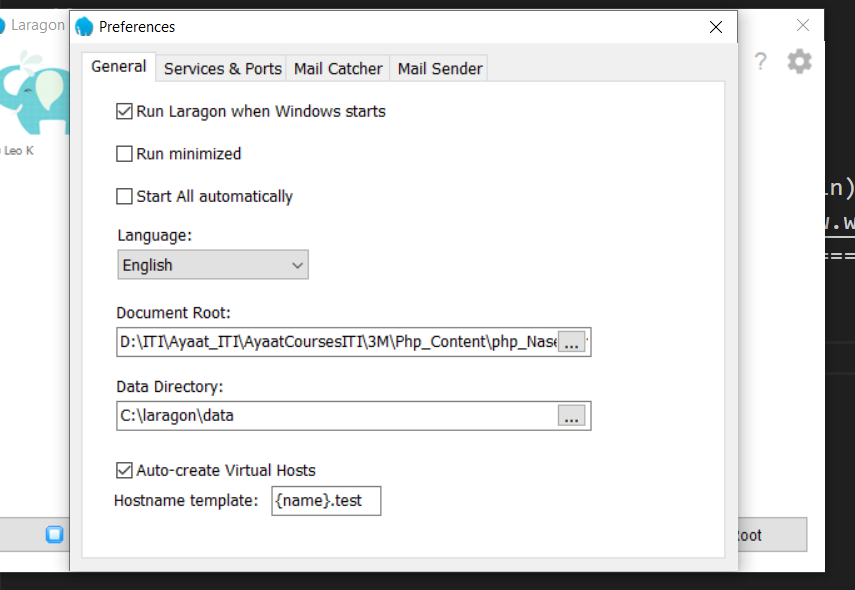 Laragon
Preferences
General
Services & Ports
Mail Catcher
Mail Sender
?
Leo K
Run Laragon when Windows starts
Run minimized
Start All automatically
Language:
English
Document Root:
D:\ITI\Ayaat_ITI\AyaatCoursesITI\3M\Php_Content\php_Nase
...
Data Directory:
C:\laragon\data
...
Auto-create Virtual Hosts
Hostname template:
{name}.test
Root
in)
w.w
===